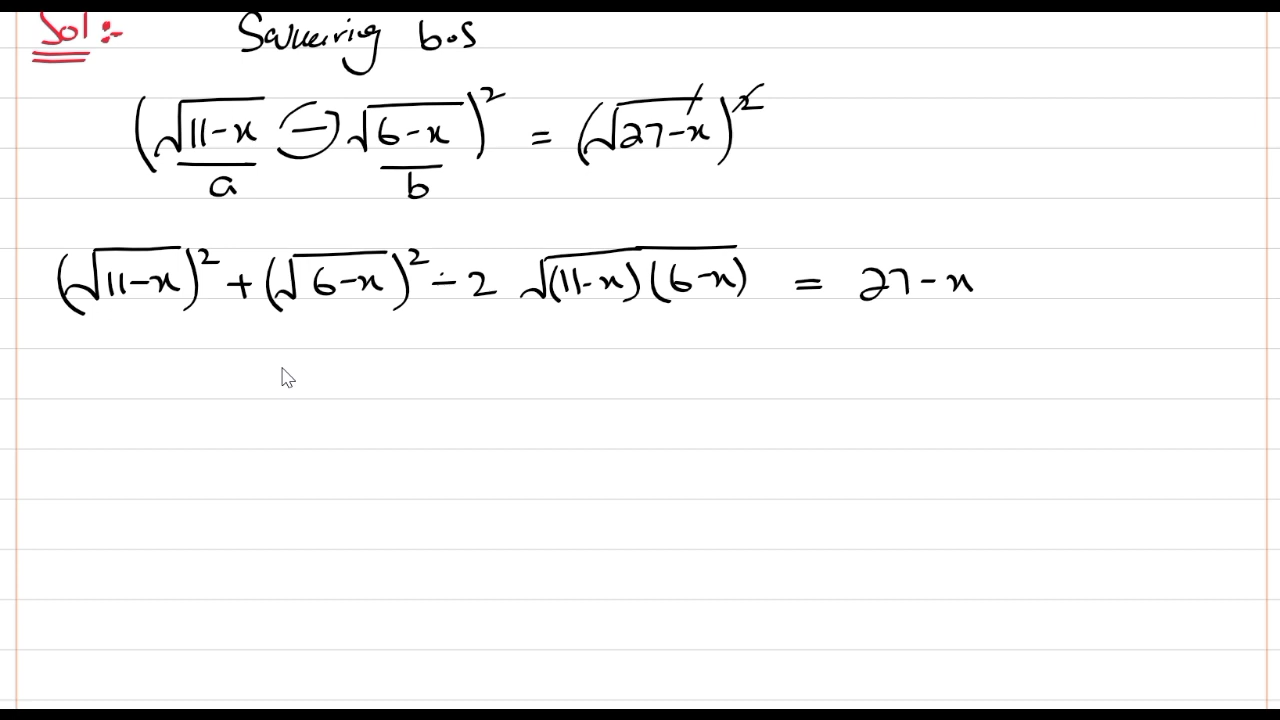 Sol :-
Squaring b.s
(√11-x - √6-x)² = (√27-x)²
a b
(√11-x)² + (√6-x)² - 2 √(11-x)(6-x) = 27-x